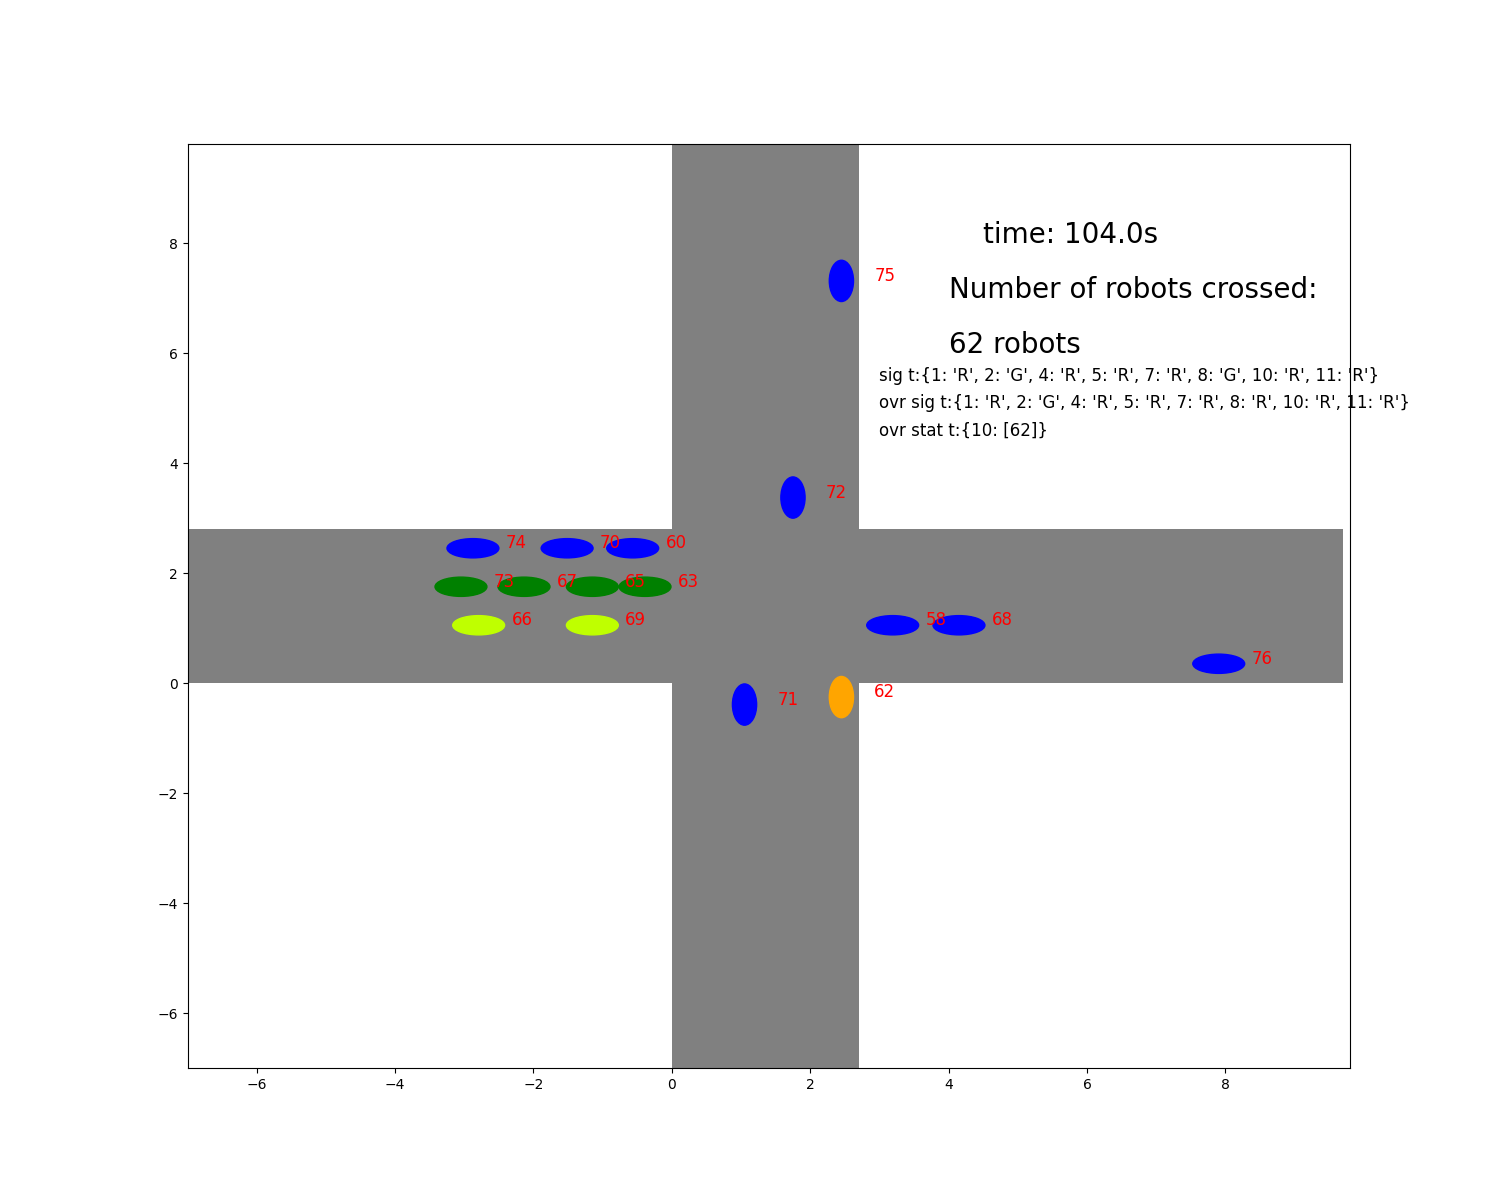 time: 104.0s
Number of robots crossed:
62 robots
sig t:{1: 'R', 2: 'G', 4: 'R', 5: 'R', 7: 'R', 8: 'G', 10: 'R', 11: 'R'}
ovr sig t:{1: 'R', 2: 'G', 4: 'R', 5: 'R', 7: 'R', 8: 'R', 10: 'R', 11: 'R'}
ovr stat t:{10: [62]}
75
72
74 70 60
73 67 65 63
66 69 58 68
76
71 62
8
6
4
2
0
−2
−4
−6
−6 −4 −2 0 2 4 6 8